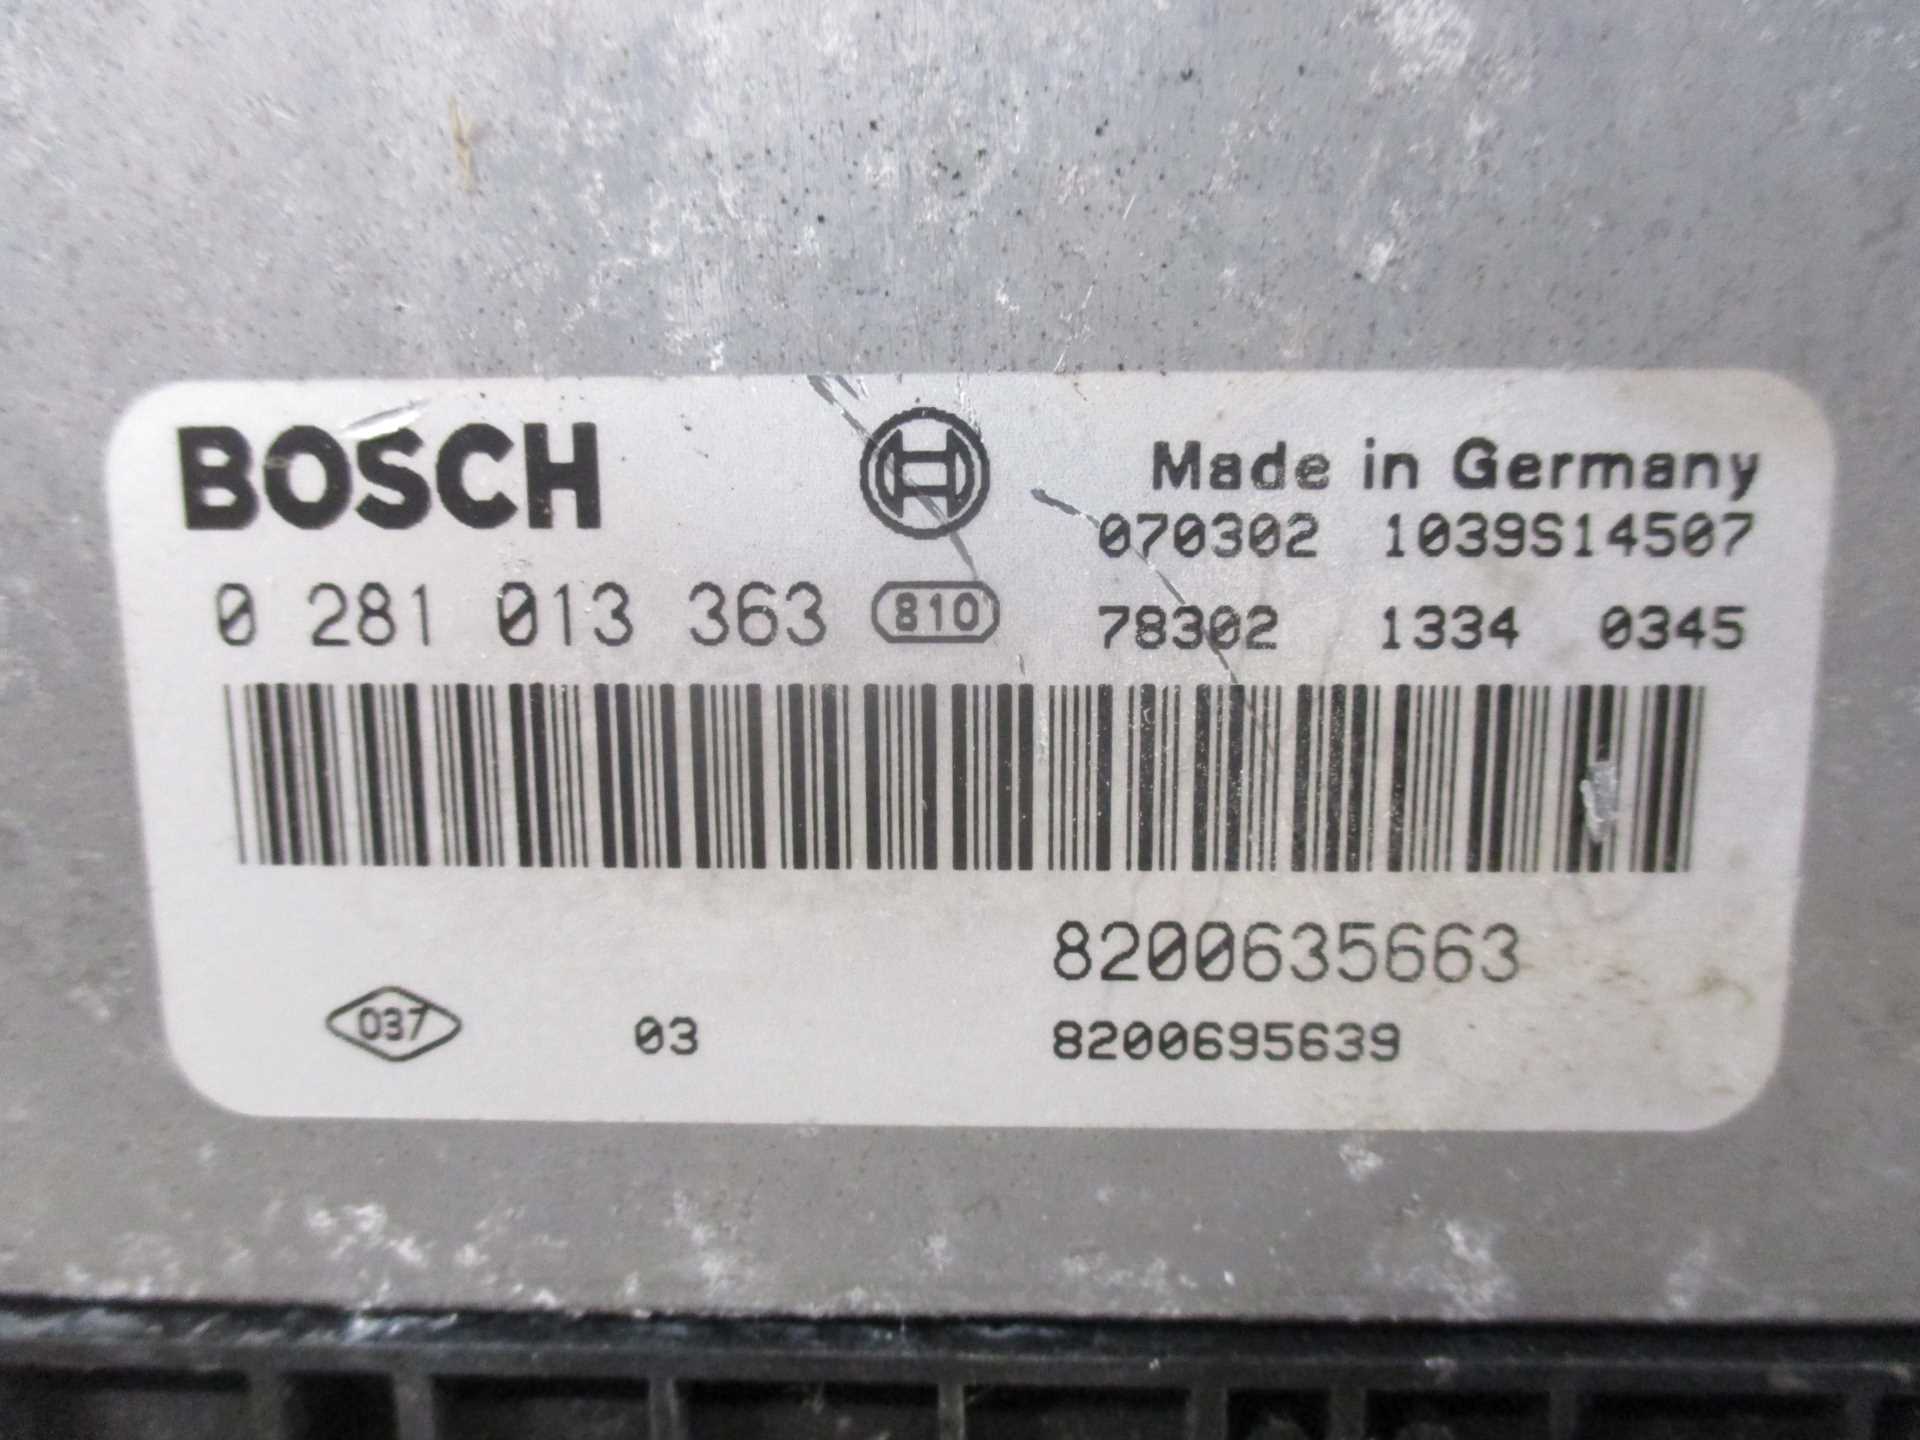 BOSCH
Made in Germany
070302 1039S14507
0 281 013 363 810
78302 1334 0345
8200635663
037 03 8200695639